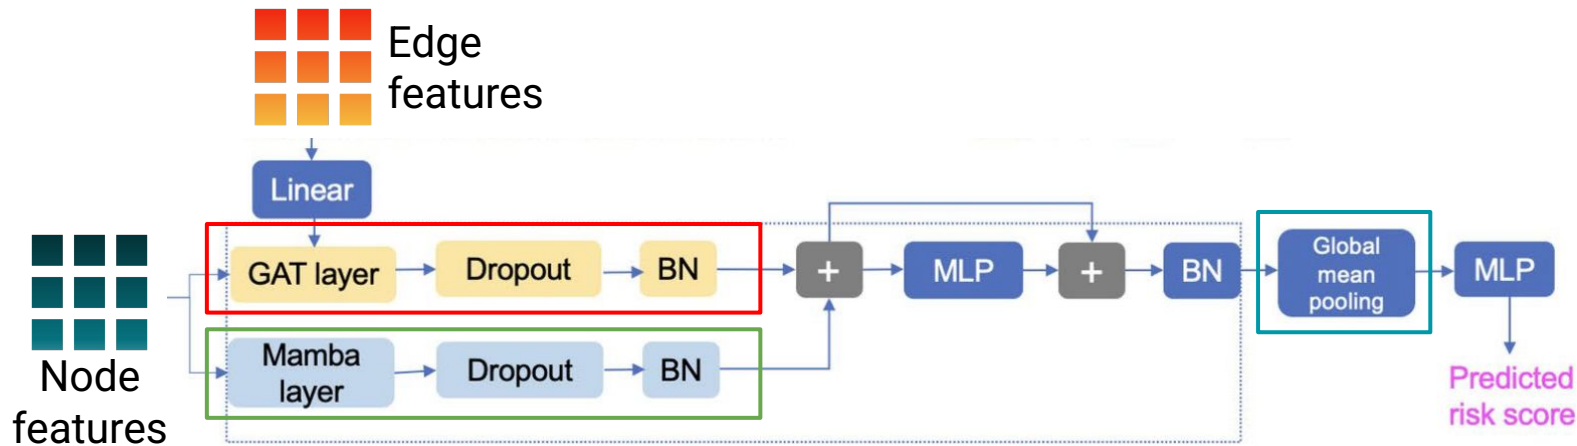 Edge
features
Linear
GAT layer
Dropout
BN
+
MLP
+
BN
Global
mean
pooling
MLP
Mamba
layer
Dropout
BN
Node
features
Predicted
risk score